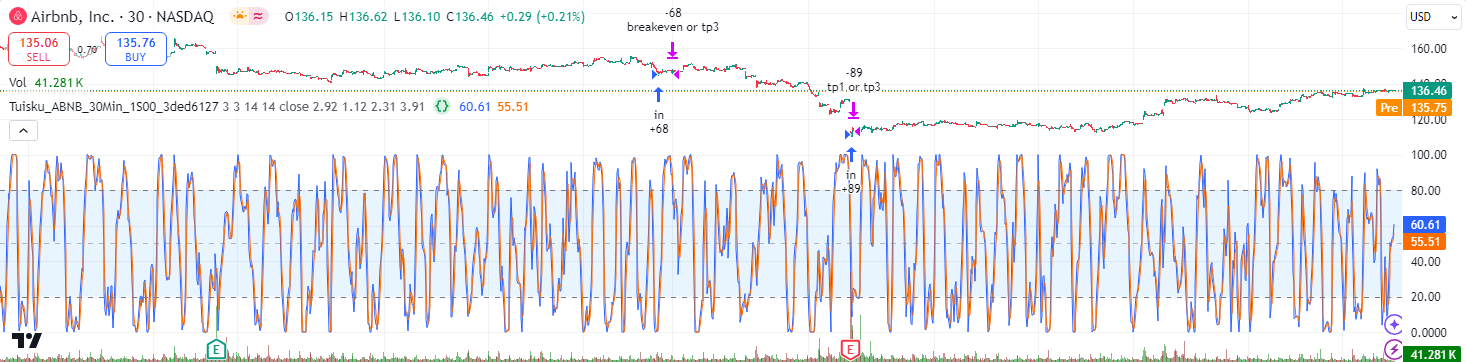 Airbnb, Inc. · 30 · NASDAQ O136.15 H136.62 L136.10 C136.46 +0.29 (+0.21%)
135.06 SELL
0.70
135.76 BUY
Vol 41.281 K
Tuisku_ABNB_30Min_1S00_3ded6127 3 3 14 14 close 2.92 1.12 2.31 3.91 60.61 55.51
-68
breakeven or tp3
in
+68
-89
tp1 or tp3
in
+89
E
E
USD
160.00
140.00
136.46
Pre 135.75
120.00
100.00
80.00
60.61
55.51
40.00
20.00
0.0000
41.281 K